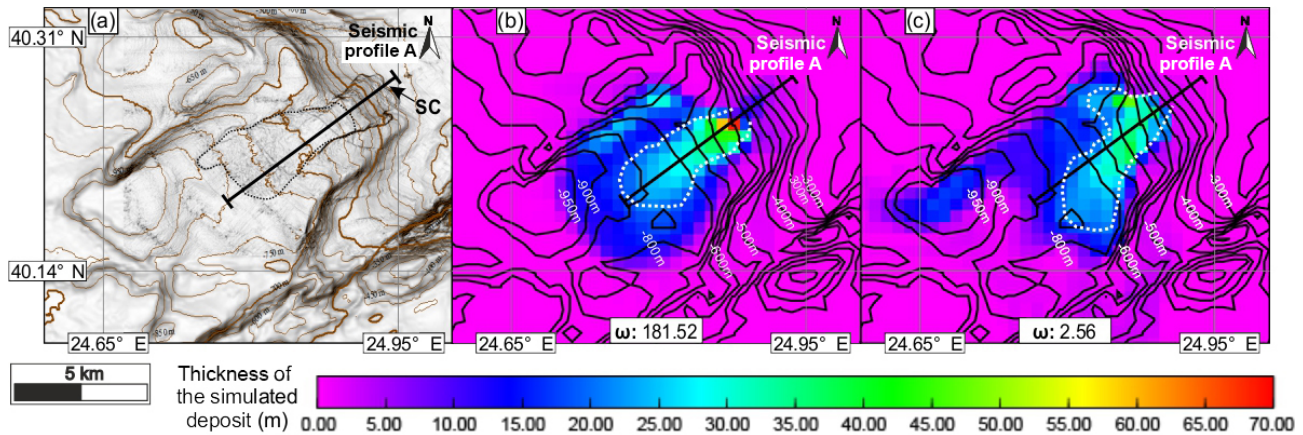 (a)
N
Seismic
profile A
SC
-650 m
-750 m
40.31° N
40.14° N
24.65° E
24.95° E
(b)
N
Seismic
profile A
-900m
-950m
-800m
-600m
-500m
-400m
-300m
-300m
ω: 181.52
24.65° E
24.95° E
(c)
N
Seismic
profile A
-900m
-950m
-800m
-600m
-500m
-400m
-300m
ω: 2.56
24.65° E
24.95° E
5 km
Thickness of
the simulated
deposit (m)
0.00 5.00 10.00 15.00 20.00 25.00 30.00 35.00 40.00 45.00 50.00 55.00 60.00 65.00 70.00